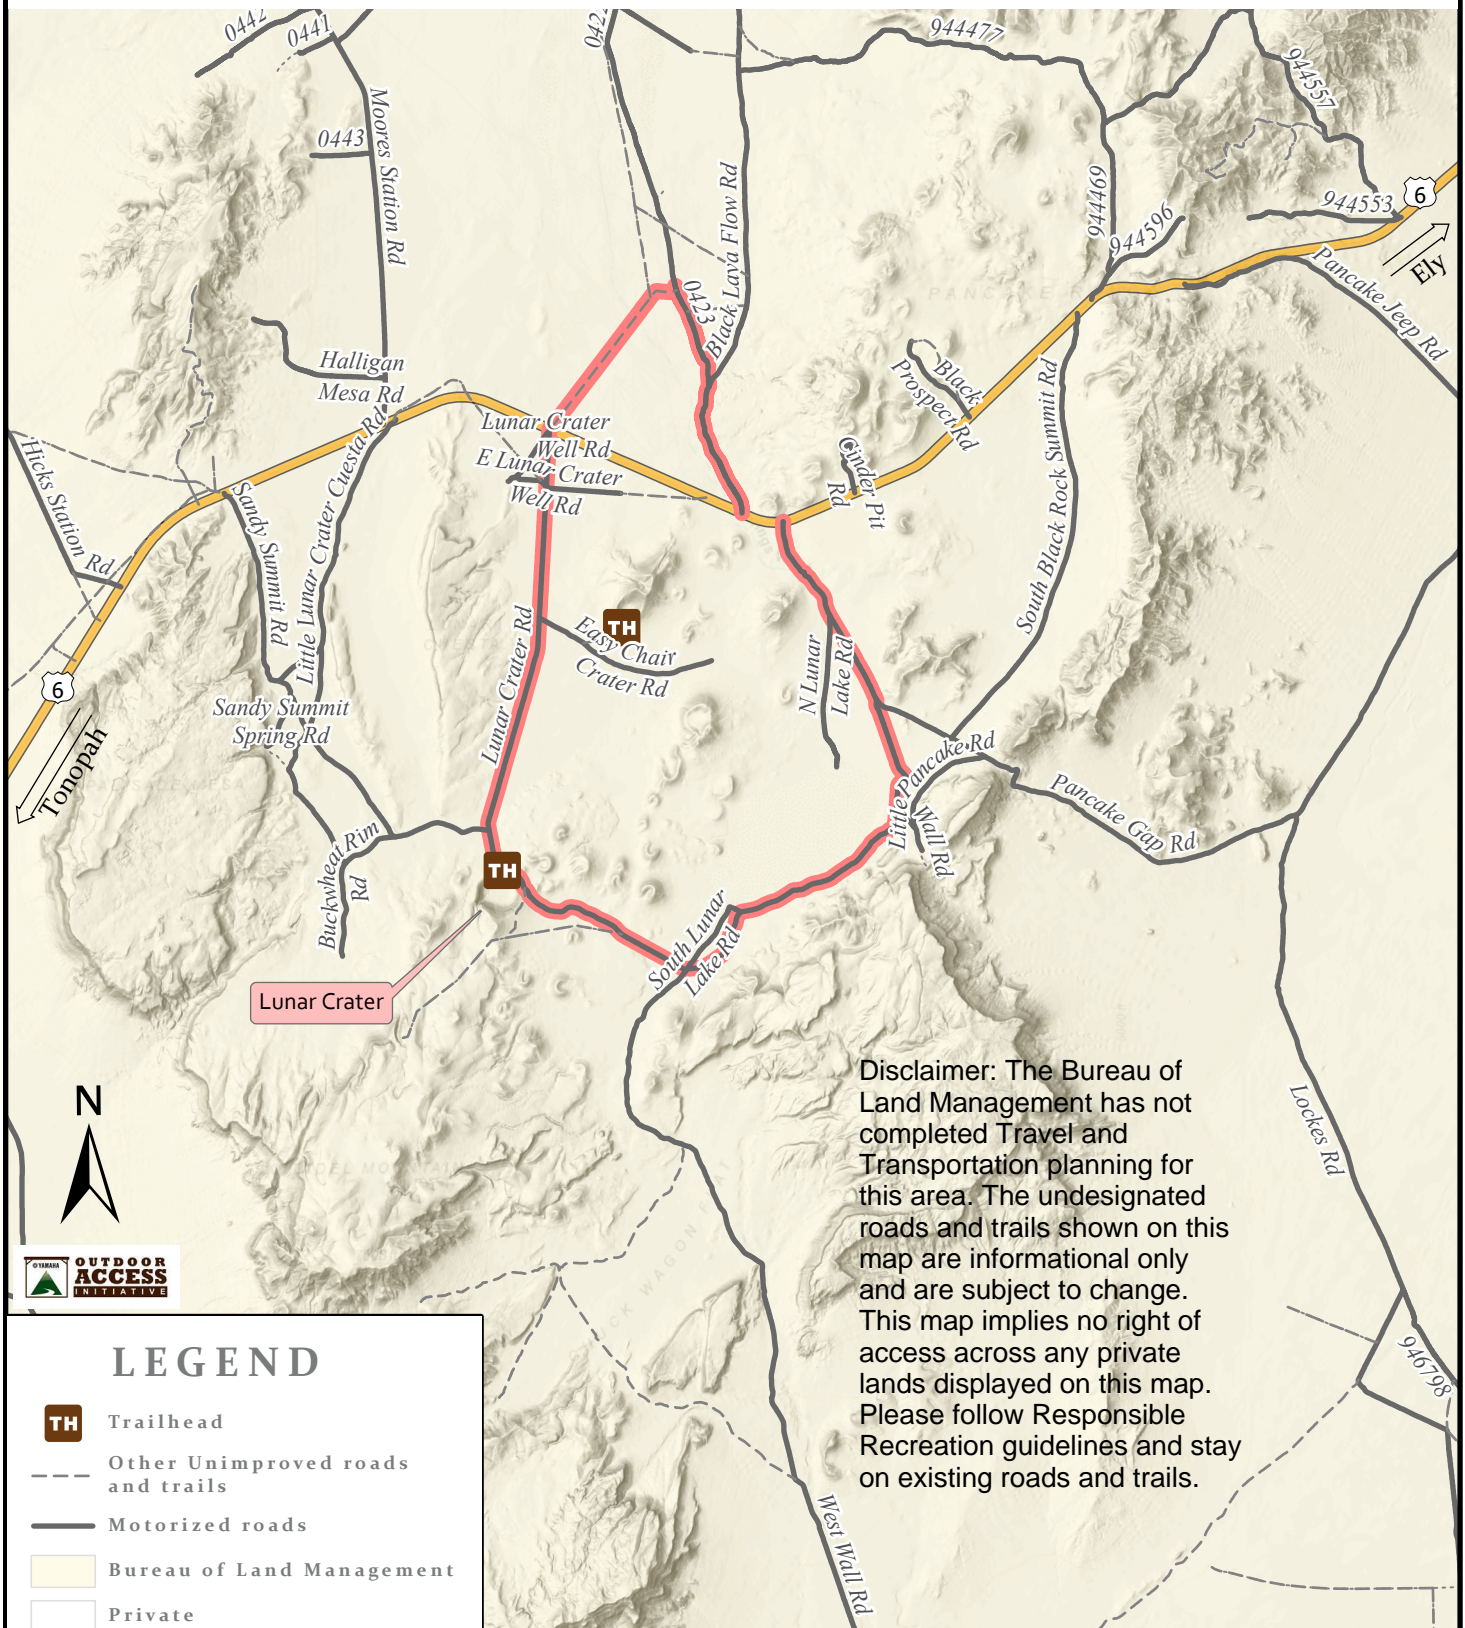 0442
0441
0422
944477
944557
Moores Station Rd
0443
Black Lava Flow Rd
944469
944596
944553
6
Ely
Pancake Jeep Rd
0423
PANCAKE
Halligan
Mesa Rd
Lunar Crater
Well Rd
E Lunar Crater
Well Rd
Black
Prospect Rd
Cinder Pit
Rd
South Black Rock Summit Rd
Hicks Station Rd
Sandy Summit Rd
Little Lunar Crater Cuesta Rd
TH
Easy Chair
Crater Rd
Lunar Crater Rd
N Lunar
Lake Rd
6
Tonopah
Sandy Summit
Spring Rd
Little Pancake Rd
Wall Rd
Pancake Gap Rd
Buckwheat Rim
Rd
TH
South Lunar
Lake Rd
Lunar Crater
Lockes Rd
N
YAMAHA
OUTDOOR
ACCESS
INITIATIVE
Disclaimer: The Bureau of
Land Management has not
completed Travel and
Transportation planning for
this area. The undesignated
roads and trails shown on this
map are informational only
and are subject to change.
This map implies no right of
access across any private
lands displayed on this map.
Please follow Responsible
Recreation guidelines and stay
on existing roads and trails.
946798
West Wall Rd
LEGEND
TH Trailhead
Other Unimproved roads
and trails
Motorized roads
Bureau of Land Management
Private